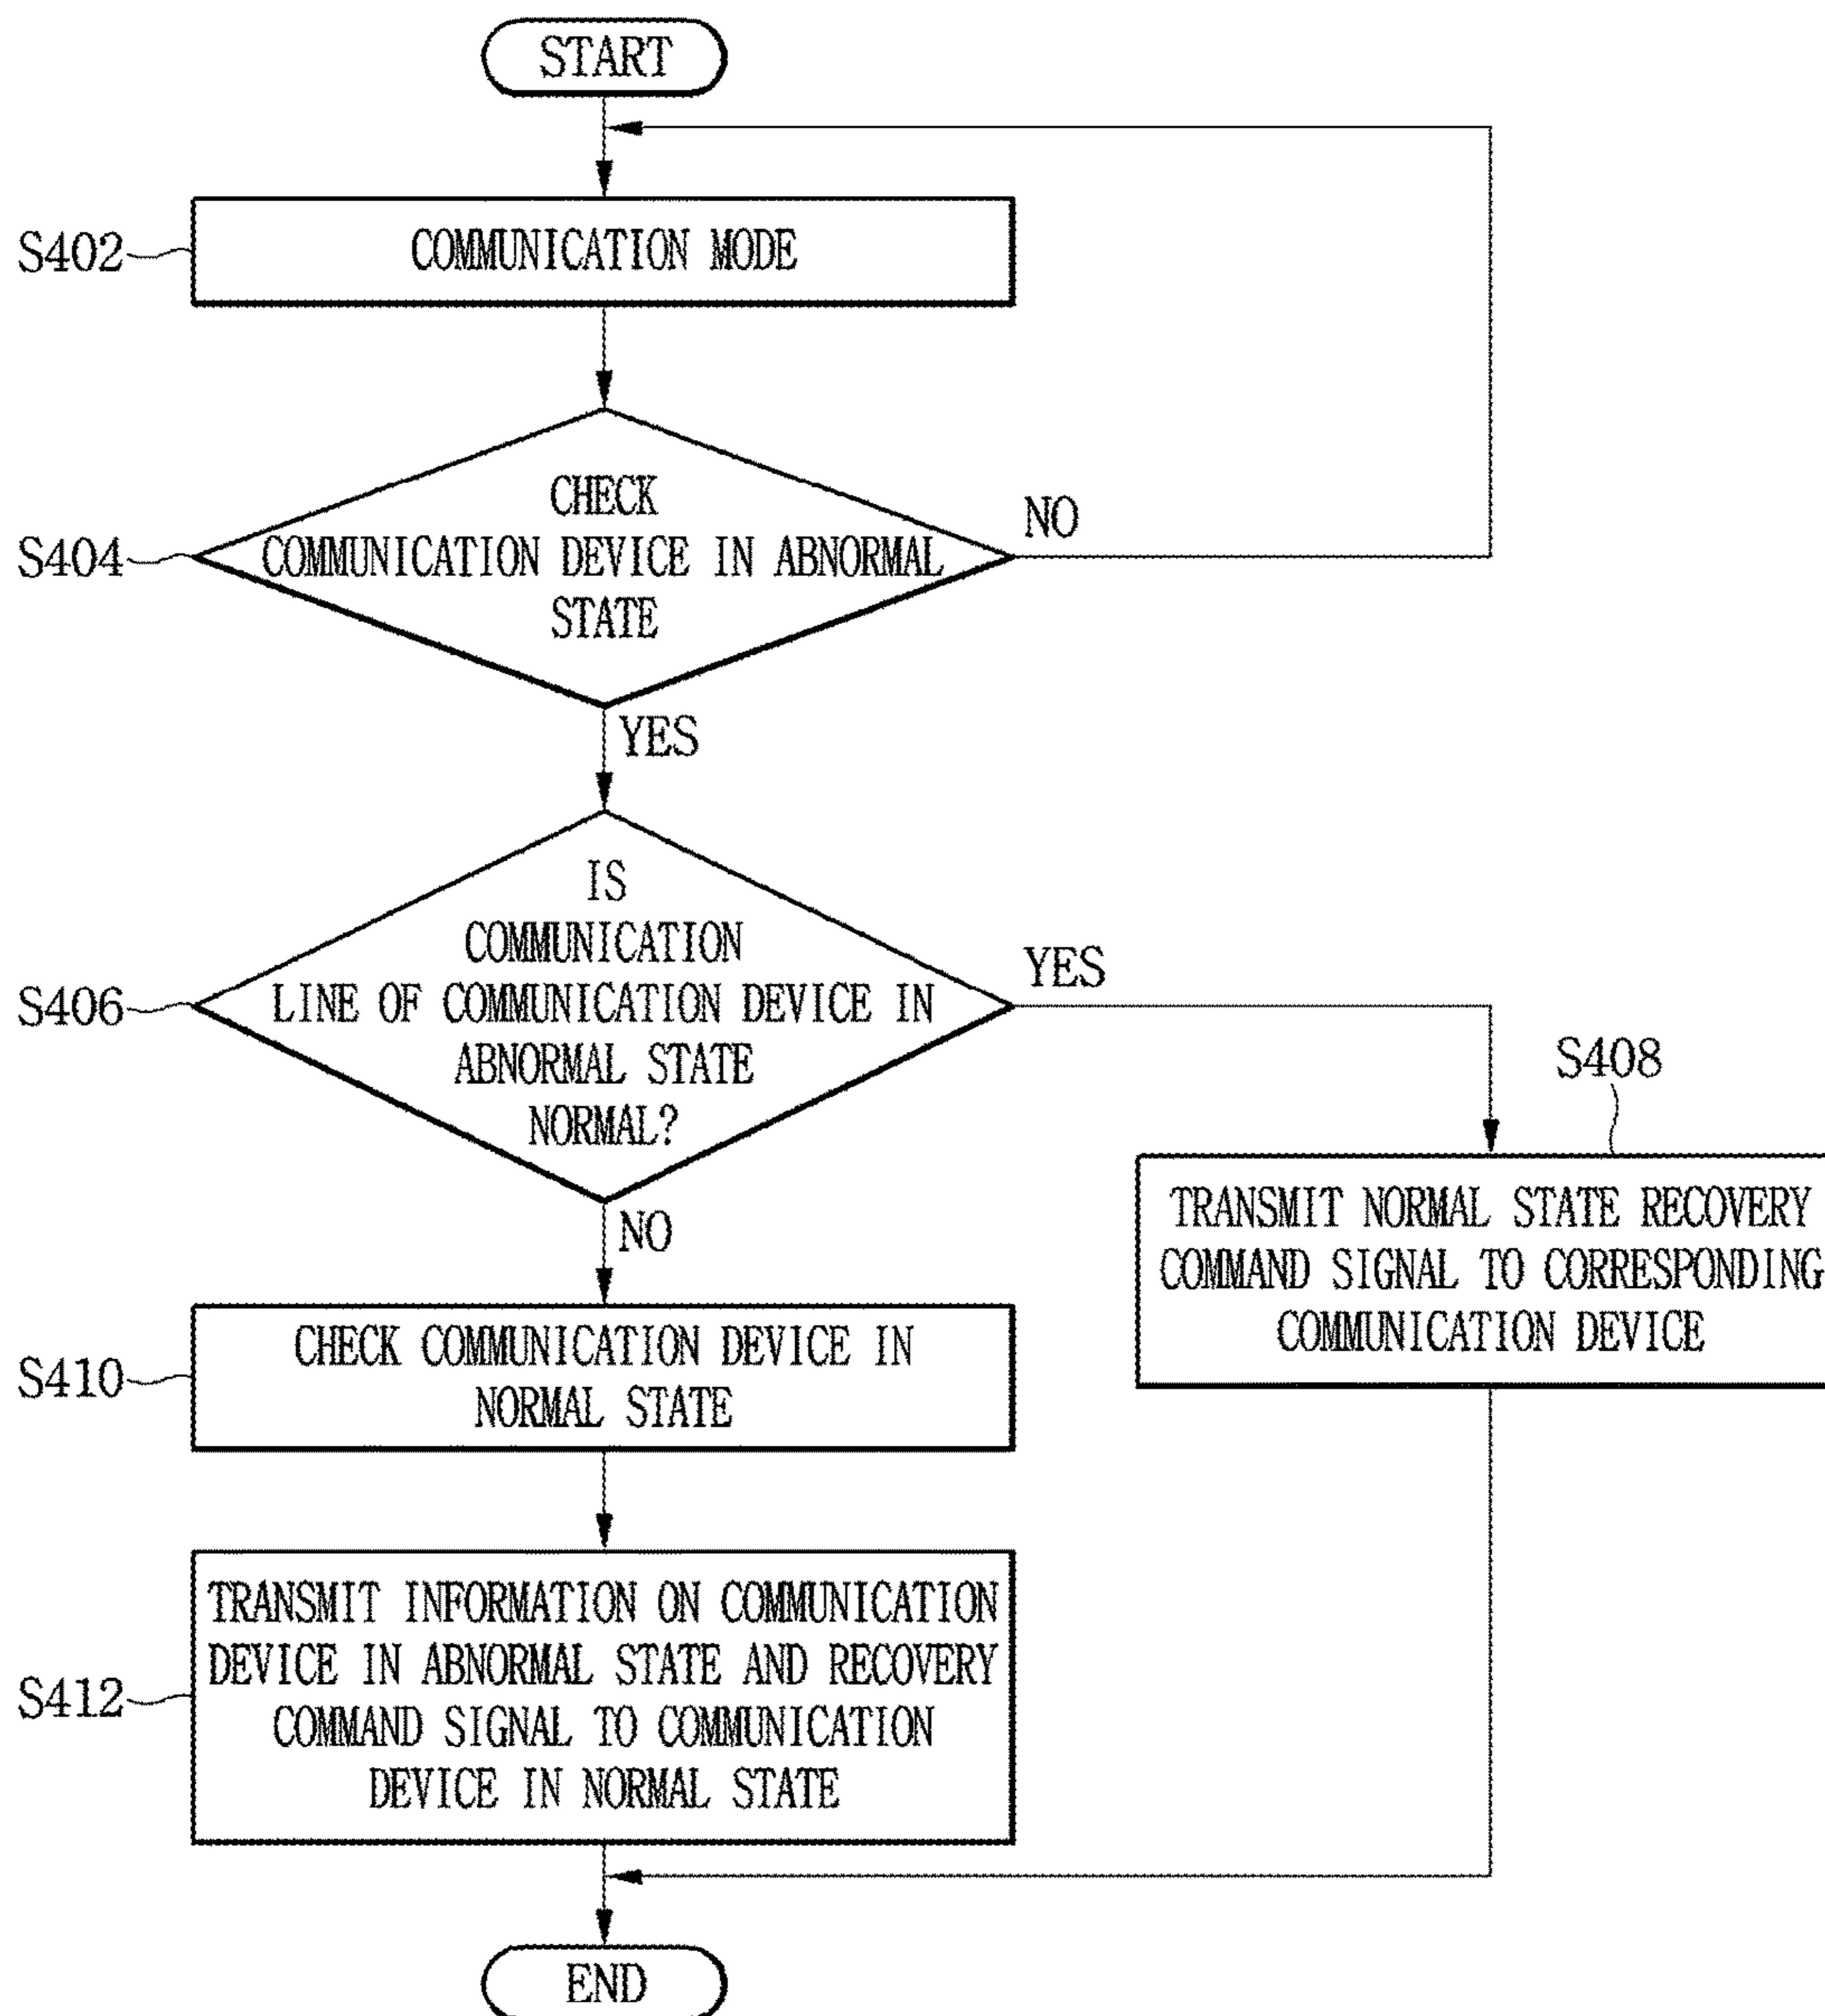 START
S402
COMMUNICATION MODE
S404
CHECK
COMMUNICATION DEVICE IN ABNORMAL
STATE
NO
YES
S406
IS
COMMUNICATION
LINE OF COMMUNICATION DEVICE IN
ABNORMAL STATE
NORMAL?
YES
NO
S408
TRANSMIT NORMAL STATE RECOVERY
COMMAND SIGNAL TO CORRESPONDING
COMMUNICATION DEVICE
S410
CHECK COMMUNICATION DEVICE IN
NORMAL STATE
S412
TRANSMIT INFORMATION ON COMMUNICATION
DEVICE IN ABNORMAL STATE AND RECOVERY
COMMAND SIGNAL TO COMMUNICATION
DEVICE IN NORMAL STATE
END